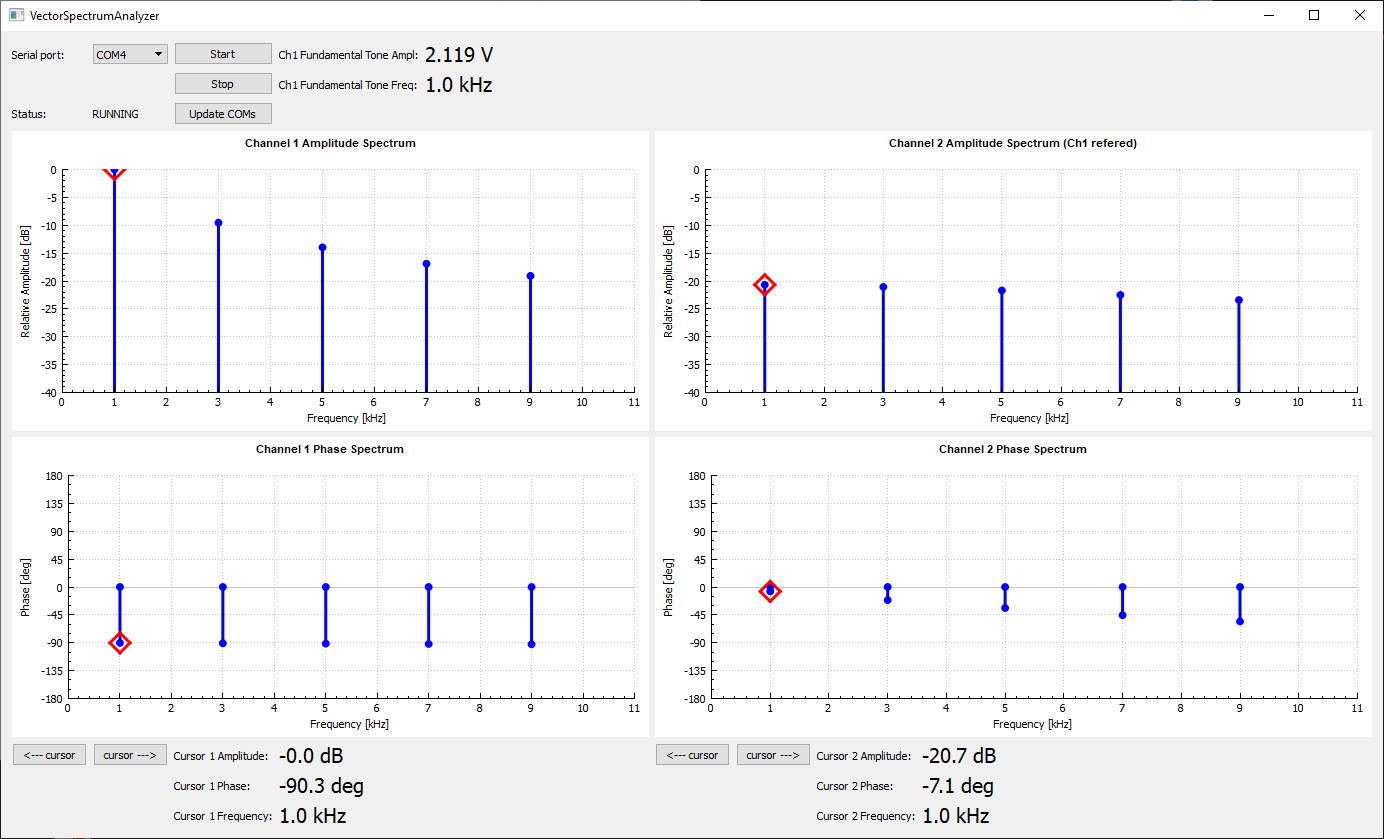 VectorSpectrumAnalyzer
Serial port: COM4 Start Ch1 Fundamental Tone Ampl: 2.119 V
Stop Ch1 Fundamental Tone Freq: 1.0 kHz
Status: RUNNING Update COMs
Channel 1 Amplitude Spectrum
0
-5
-10
-15
-20
-25
-30
-35
-40
Relative Amplitude [dB]
0 1 2 3 4 5 6 7 8 9 10 11
Frequency [kHz]
Channel 2 Amplitude Spectrum (Ch1 refered)
0
-5
-10
-15
-20
-25
-30
-35
-40
Relative Amplitude [dB]
0 1 2 3 4 5 6 7 8 9 10 11
Frequency [kHz]
Channel 1 Phase Spectrum
180
135
90
45
0
-45
-90
-135
-180
Phase [deg]
0 1 2 3 4 5 6 7 8 9 10 11
Frequency [kHz]
Channel 2 Phase Spectrum
180
135
90
45
0
-45
-90
-135
-180
Phase [deg]
0 1 2 3 4 5 6 7 8 9 10 11
Frequency [kHz]
<--- cursor cursor ---> Cursor 1 Amplitude: -0.0 dB
Cursor 1 Phase: -90.3 deg
Cursor 1 Frequency: 1.0 kHz
<--- cursor cursor ---> Cursor 2 Amplitude: -20.7 dB
Cursor 2 Phase: -7.1 deg
Cursor 2 Frequency: 1.0 kHz